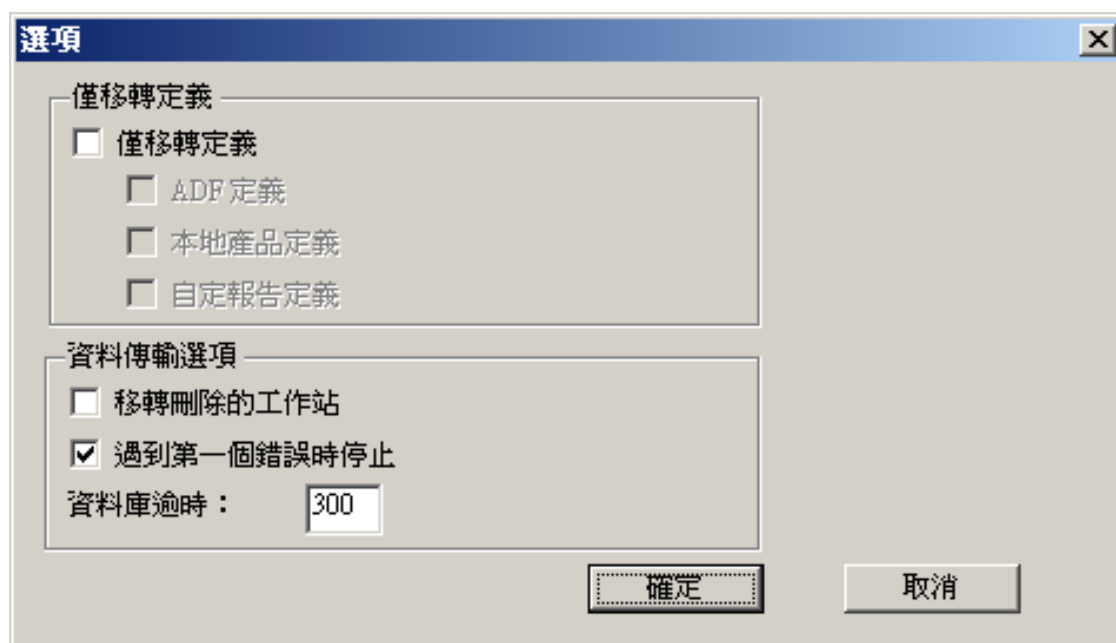 選項
僅移轉定義
僅移轉定義
ADF 定義
本地產品定義
自定報告定義
資料傳輸選項
移轉刪除的工作站
遇到第一個錯誤時停止
資料庫逾時： 300
確定 取消